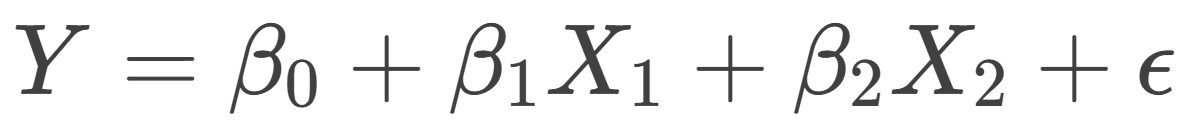 Y = β₀ + β₁X₁ + β₂X₂ + ϵ